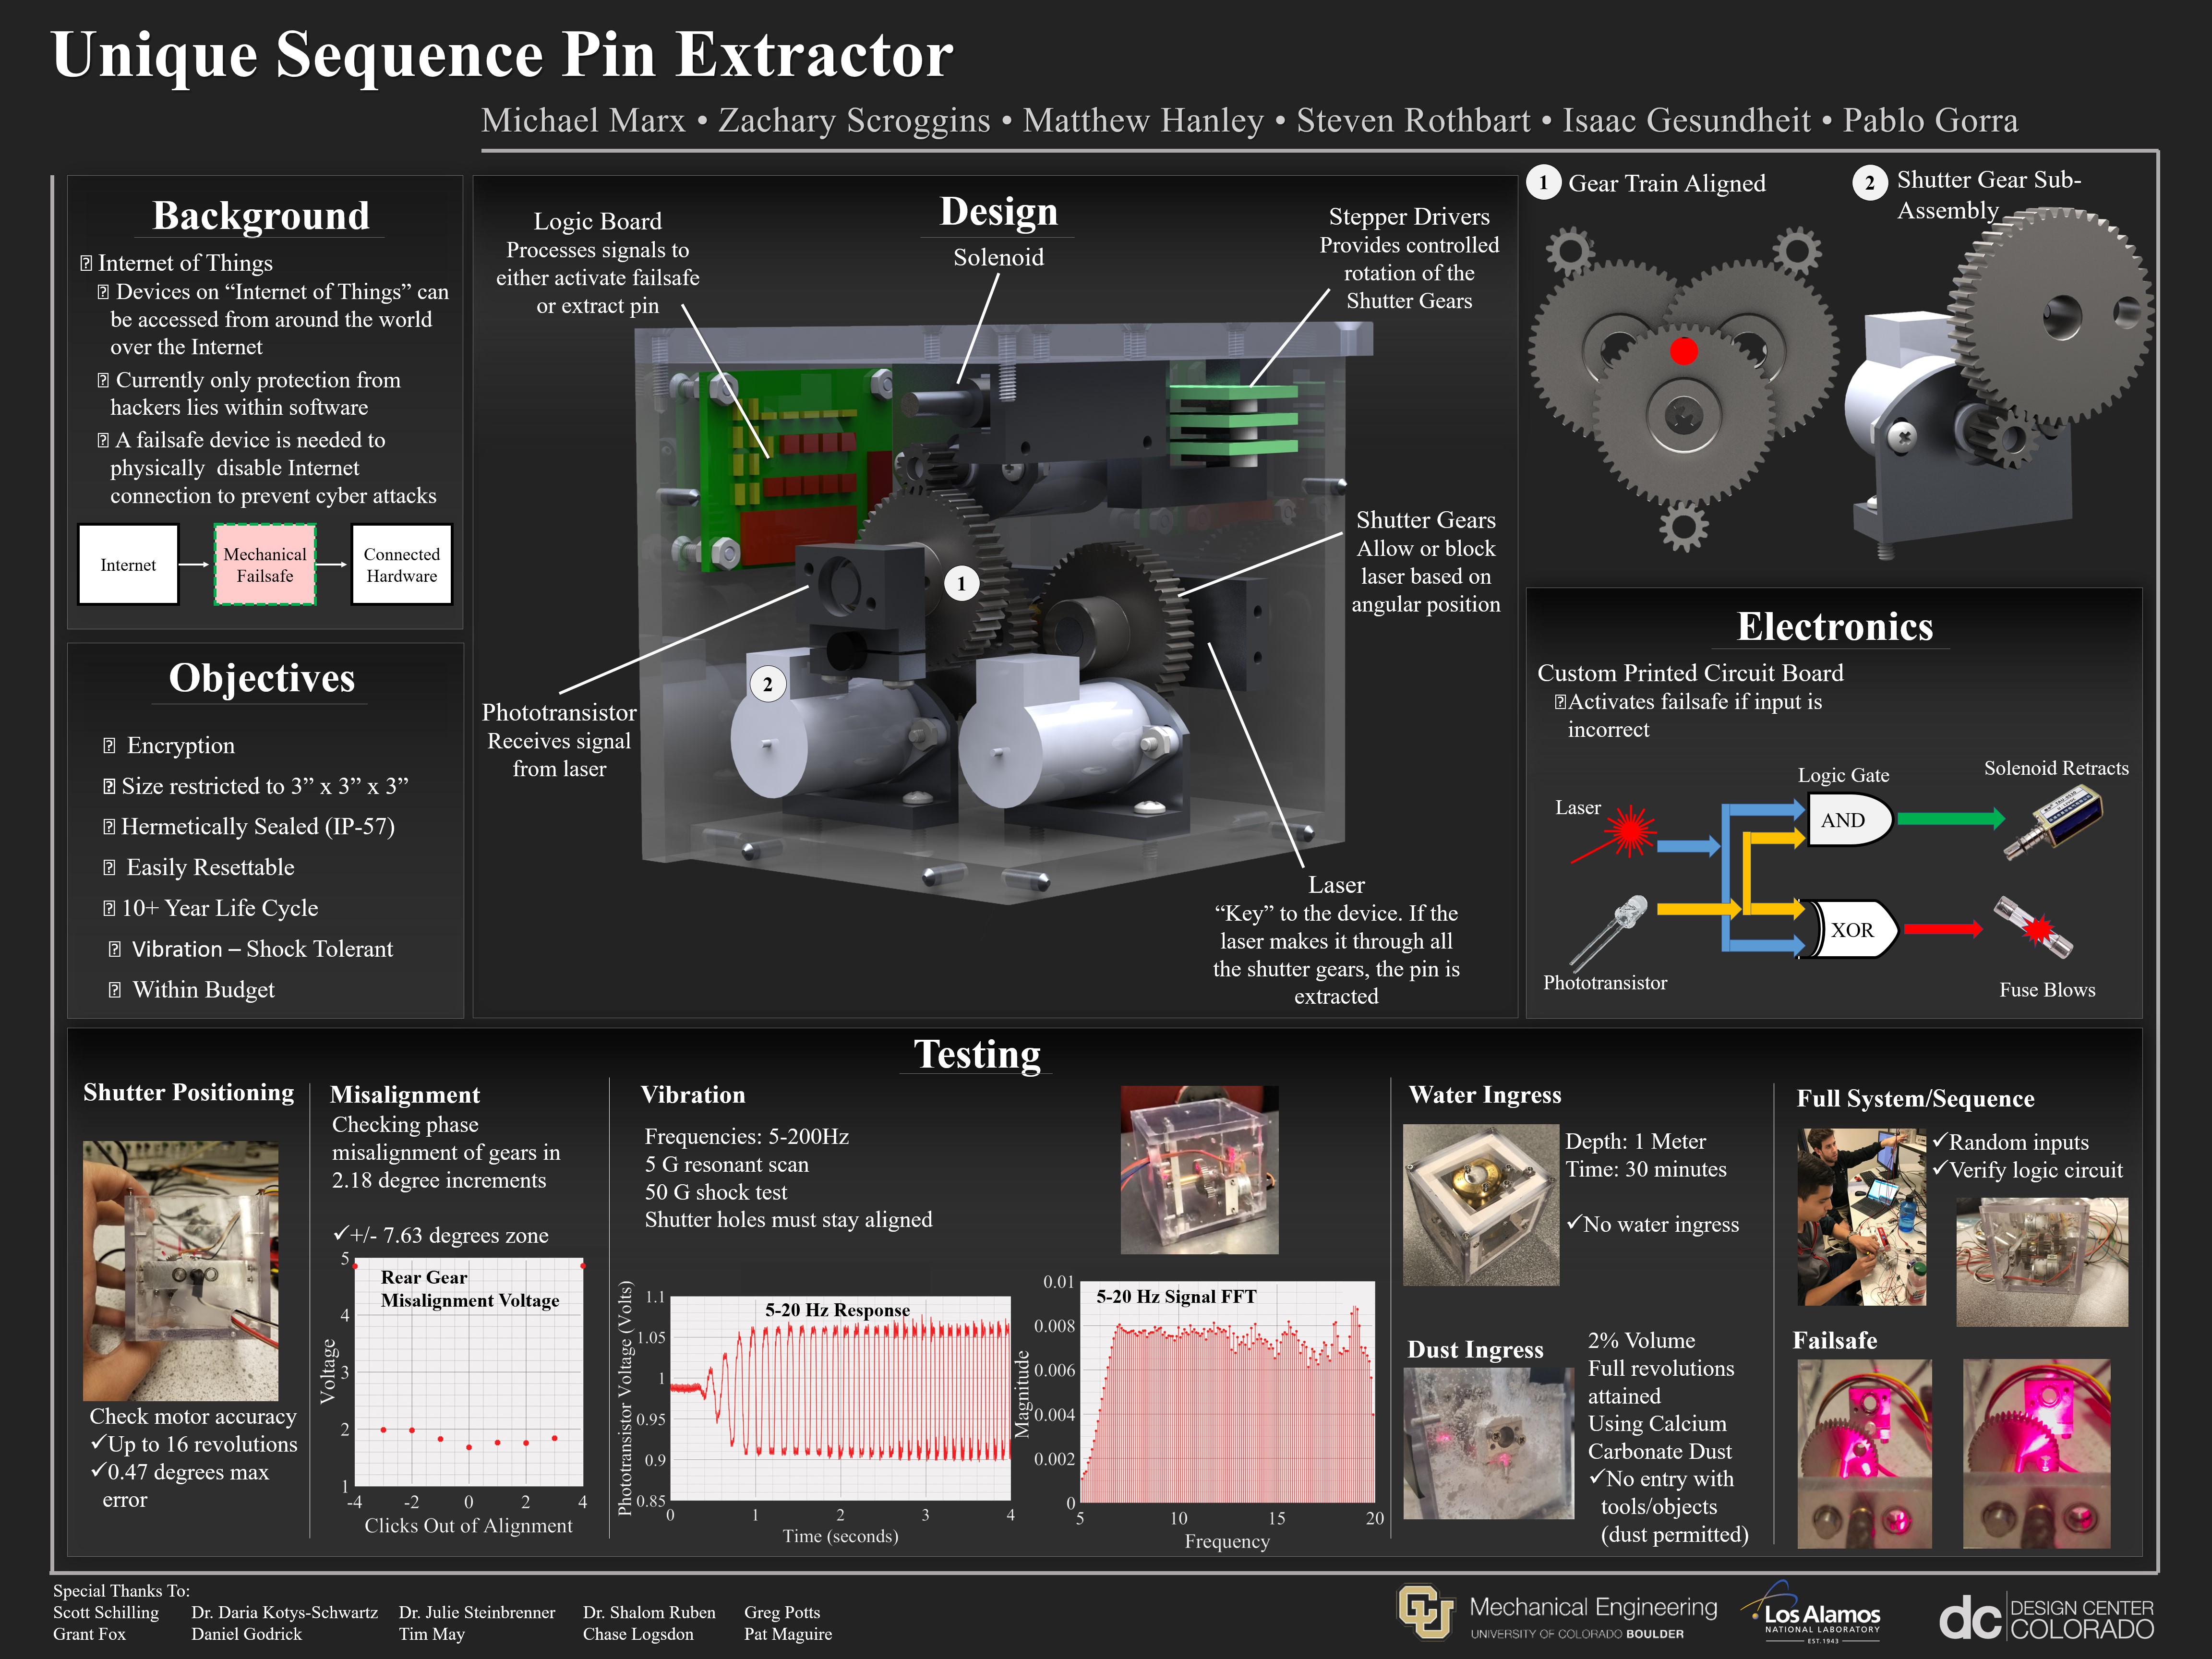 Unique Sequence Pin Extractor
Michael Marx • Zachary Scroggins • Matthew Hanley • Steven Rothbart • Isaac Gesundheit • Pablo Gorra
Background
Internet of Things
Devices on “Internet of Things” can
be accessed from around the world
over the Internet
Currently only protection from
hackers lies within software
A failsafe device is needed to
physically disable Internet
connection to prevent cyber attacks
Internet
Mechanical
Failsafe
Connected
Hardware
Objectives
Encryption
Size restricted to 3” x 3” x 3”
Hermetically Sealed (IP-57)
Easily Resettable
10+ Year Life Cycle
Vibration – Shock Tolerant
Within Budget
Design
Logic Board
Processes signals to
either activate failsafe
or extract pin
Solenoid
Stepper Drivers
Provides controlled
rotation of the
Shutter Gears
Shutter Gears
Allow or block
laser based on
angular position
1
2
Phototransistor
Receives signal
from laser
Laser
“Key” to the device. If the
laser makes it through all
the shutter gears, the pin is
extracted
1 Gear Train Aligned
2 Shutter Gear Sub-
Assembly
Electronics
Custom Printed Circuit Board
Activates failsafe if input is
incorrect
Laser
Logic Gate
Solenoid Retracts
AND
XOR
Phototransistor
Fuse Blows
Testing
Shutter Positioning
Check motor accuracy
✓Up to 16 revolutions
✓0.47 degrees max
error
Misalignment
Checking phase
misalignment of gears in
2.18 degree increments
✓+/- 7.63 degrees zone
Rear Gear
Misalignment Voltage
Voltage
5
4
3
2
1
-4 -2 0 2 4
Clicks Out of Alignment
Vibration
Frequencies: 5-200Hz
5 G resonant scan
50 G shock test
Shutter holes must stay aligned
5-20 Hz Response
Phototransistor Voltage (Volts)
1.1
1.05
1
0.95
0.9
0.85
0 1 2 3 4
Time (seconds)
5-20 Hz Signal FFT
Magnitude
0.01
0.008
0.006
0.004
0.002
0
5 10 15 20
Frequency
Water Ingress
Depth: 1 Meter
Time: 30 minutes
✓No water ingress
Dust Ingress
2% Volume
Full revolutions
attained
Using Calcium
Carbonate Dust
✓No entry with
tools/objects
(dust permitted)
Full System/Sequence
✓Random inputs
✓Verify logic circuit
Failsafe
Special Thanks To:
Scott Schilling Dr. Daria Kotys-Schwartz Dr. Julie Steinbrenner Dr. Shalom Ruben Greg Potts
Grant Fox Daniel Godrick Tim May Chase Logsdon Pat Maguire
CU
Mechanical Engineering
UNIVERSITY OF COLORADO BOULDER
Los Alamos
NATIONAL LABORATORY
EST.1943
dc DESIGN CENTER
COLORADO